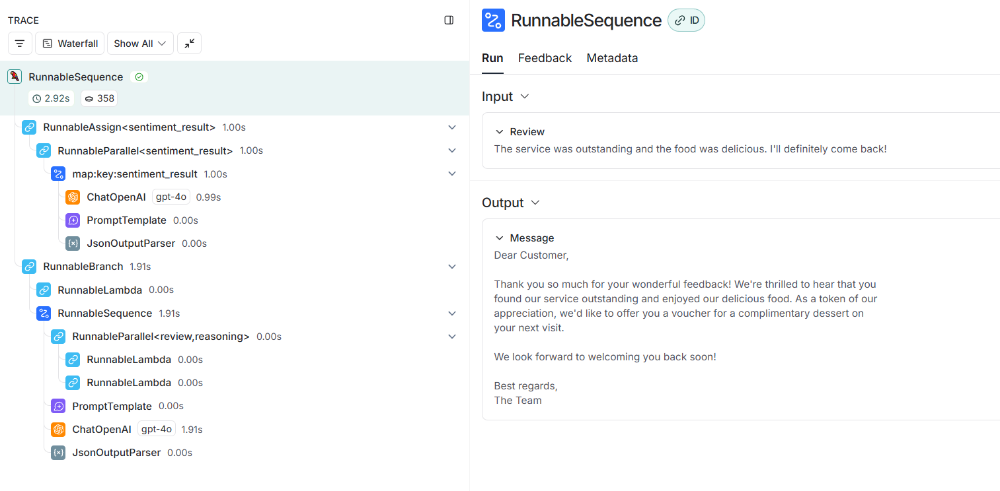 TRACE
Waterfall
Show All
RunnableSequence
2.92s 358
RunnableAssign<sentiment_result> 1.00s
RunnableParallel<sentiment_result> 1.00s
map:key:sentiment_result 1.00s
ChatOpenAI gpt-4o 0.99s
PromptTemplate 0.00s
JsonOutputParser 0.00s
RunnableBranch 1.91s
RunnableLambda 0.00s
RunnableSequence 1.91s
RunnableParallel<review,reasoning> 0.00s
RunnableLambda 0.00s
RunnableLambda 0.00s
PromptTemplate 0.00s
ChatOpenAI gpt-4o 1.91s
JsonOutputParser 0.00s
RunnableSequence ID
Run Feedback Metadata
Input
Review
The service was outstanding and the food was delicious. I'll definitely come back!
Output
Message
Dear Customer,
Thank you so much for your wonderful feedback! We're thrilled to hear that you
found our service outstanding and enjoyed our delicious food. As a token of our
appreciation, we'd like to offer you a voucher for a complimentary dessert on
your next visit.
We look forward to welcoming you back soon!
Best regards,
The Team